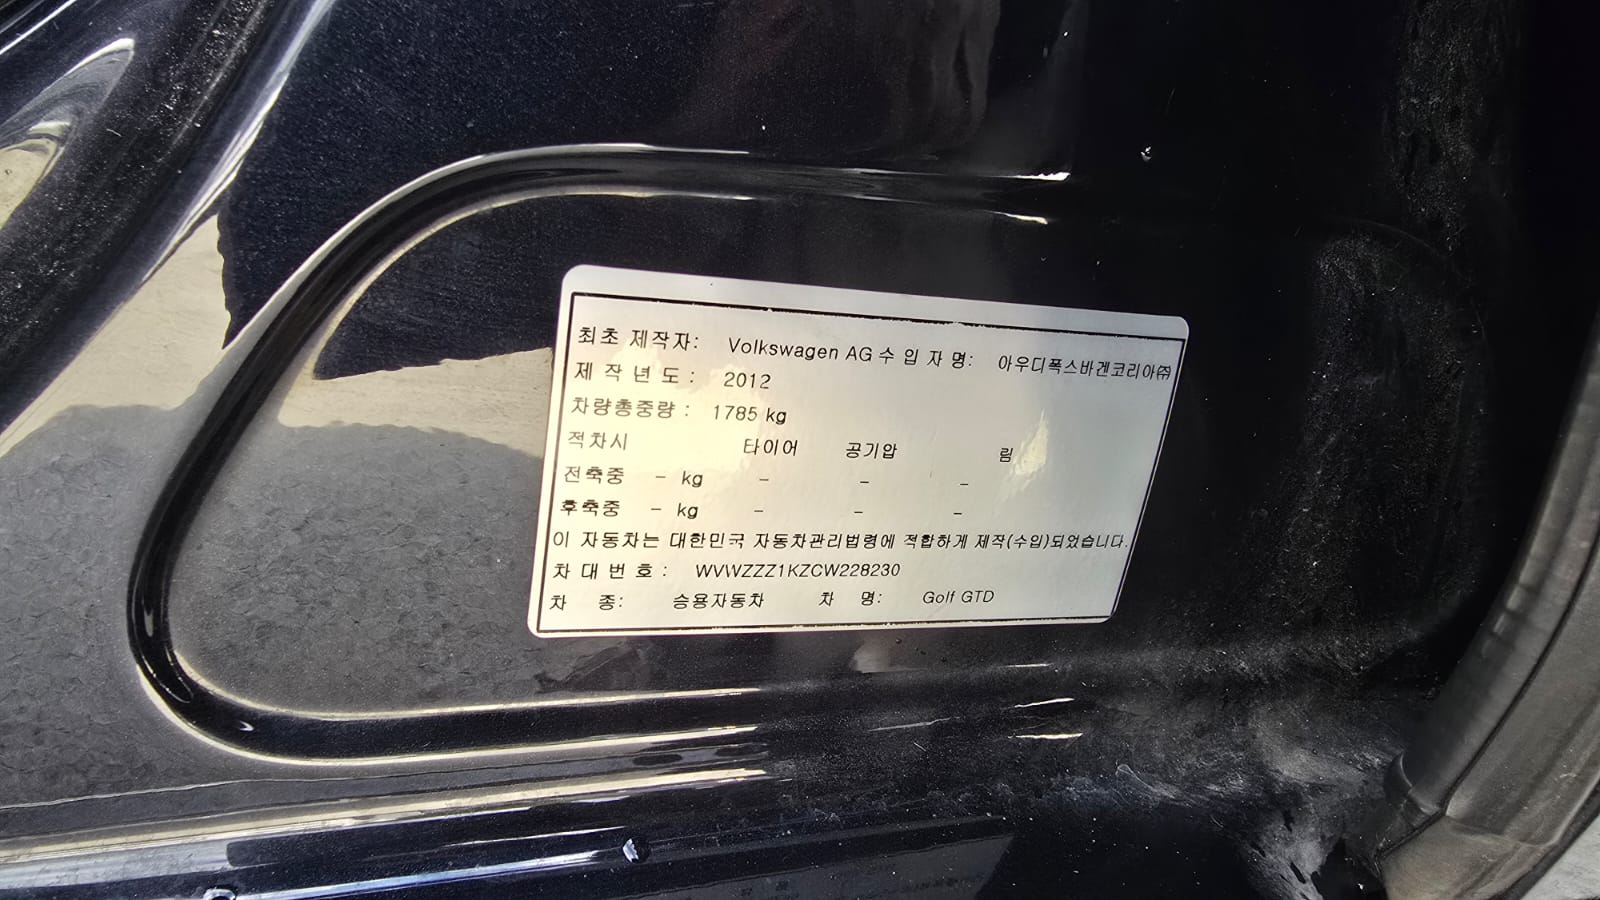 최초 제작자: Volkswagen AG 수 입 자 명: 아우디폭스바겐코리아㈜
제 작 년 도 : 2012
차량총중량 : 1785 kg
적차시 타이어 공기압 림
전축중 - kg - - -
후축중 - kg - - -
이 자동차는 대한민국 자동차관리법령에 적합하게 제작(수입)되었습니다.
차 대 번 호 : WVWZZZ1KZCW228230
차 종: 승용자동차 차 명: Golf GTD